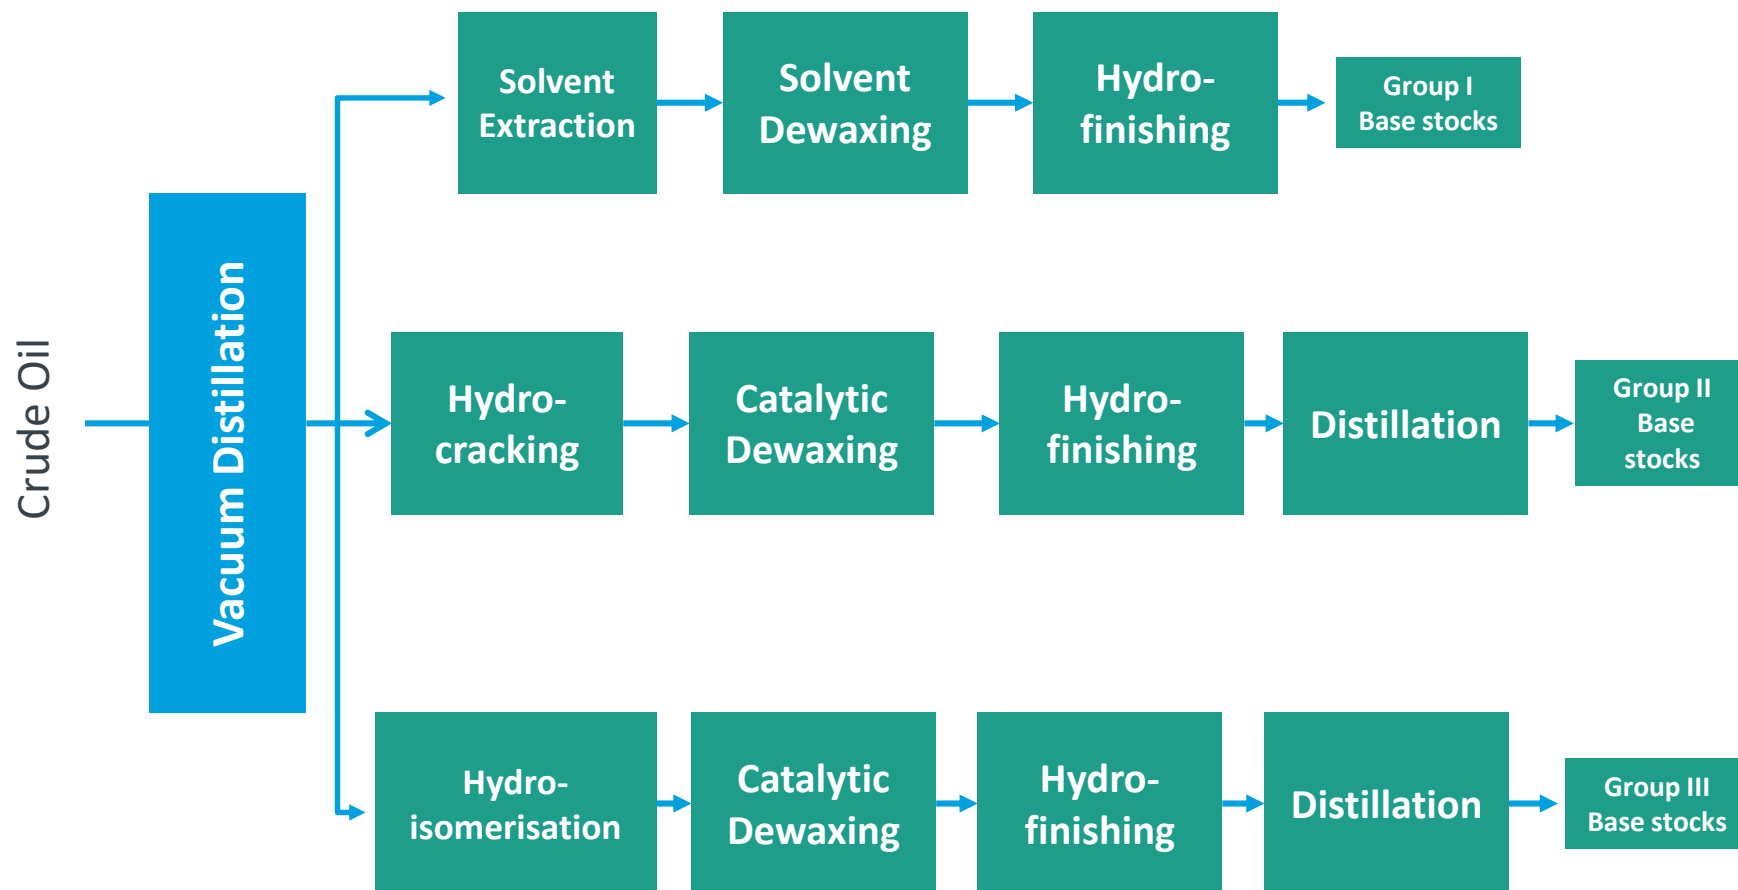 Crude Oil
Vacuum Distillation
Solvent
Extraction
Solvent
Dewaxing
Hydro-
finishing
Group I
Base stocks
Hydro-
cracking
Catalytic
Dewaxing
Hydro-
finishing
Distillation
Group II
Base
stocks
Hydro-
isomerisation
Catalytic
Dewaxing
Hydro-
finishing
Distillation
Group III
Base stocks